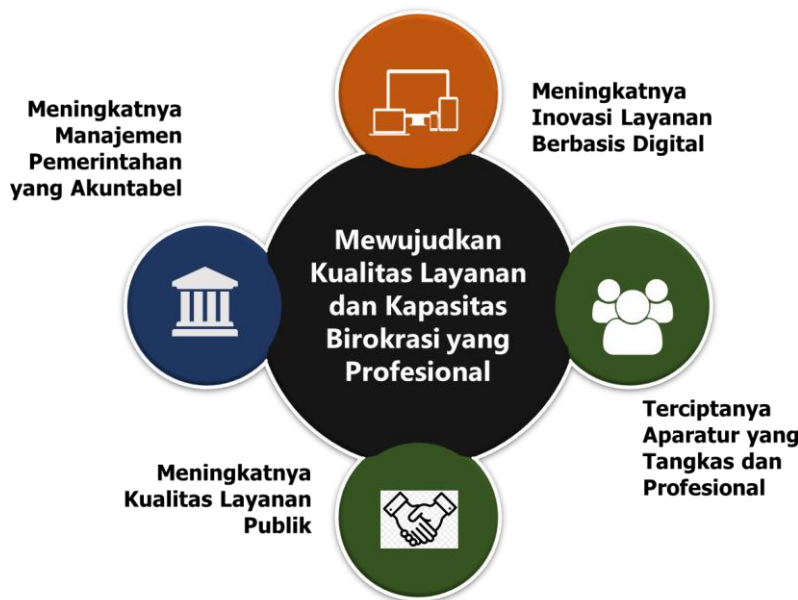 Meningkatnya
Manajemen
Pemerintahan
yang Akuntabel
Meningkatnya
Inovasi Layanan
Berbasis Digital
Mewujudkan
Kualitas Layanan
dan Kapasitas
Birokrasi yang
Profesional
Terciptanya
Aparatur yang
Tangkas dan
Profesional
Meningkatnya
Kualitas Layanan
Publik